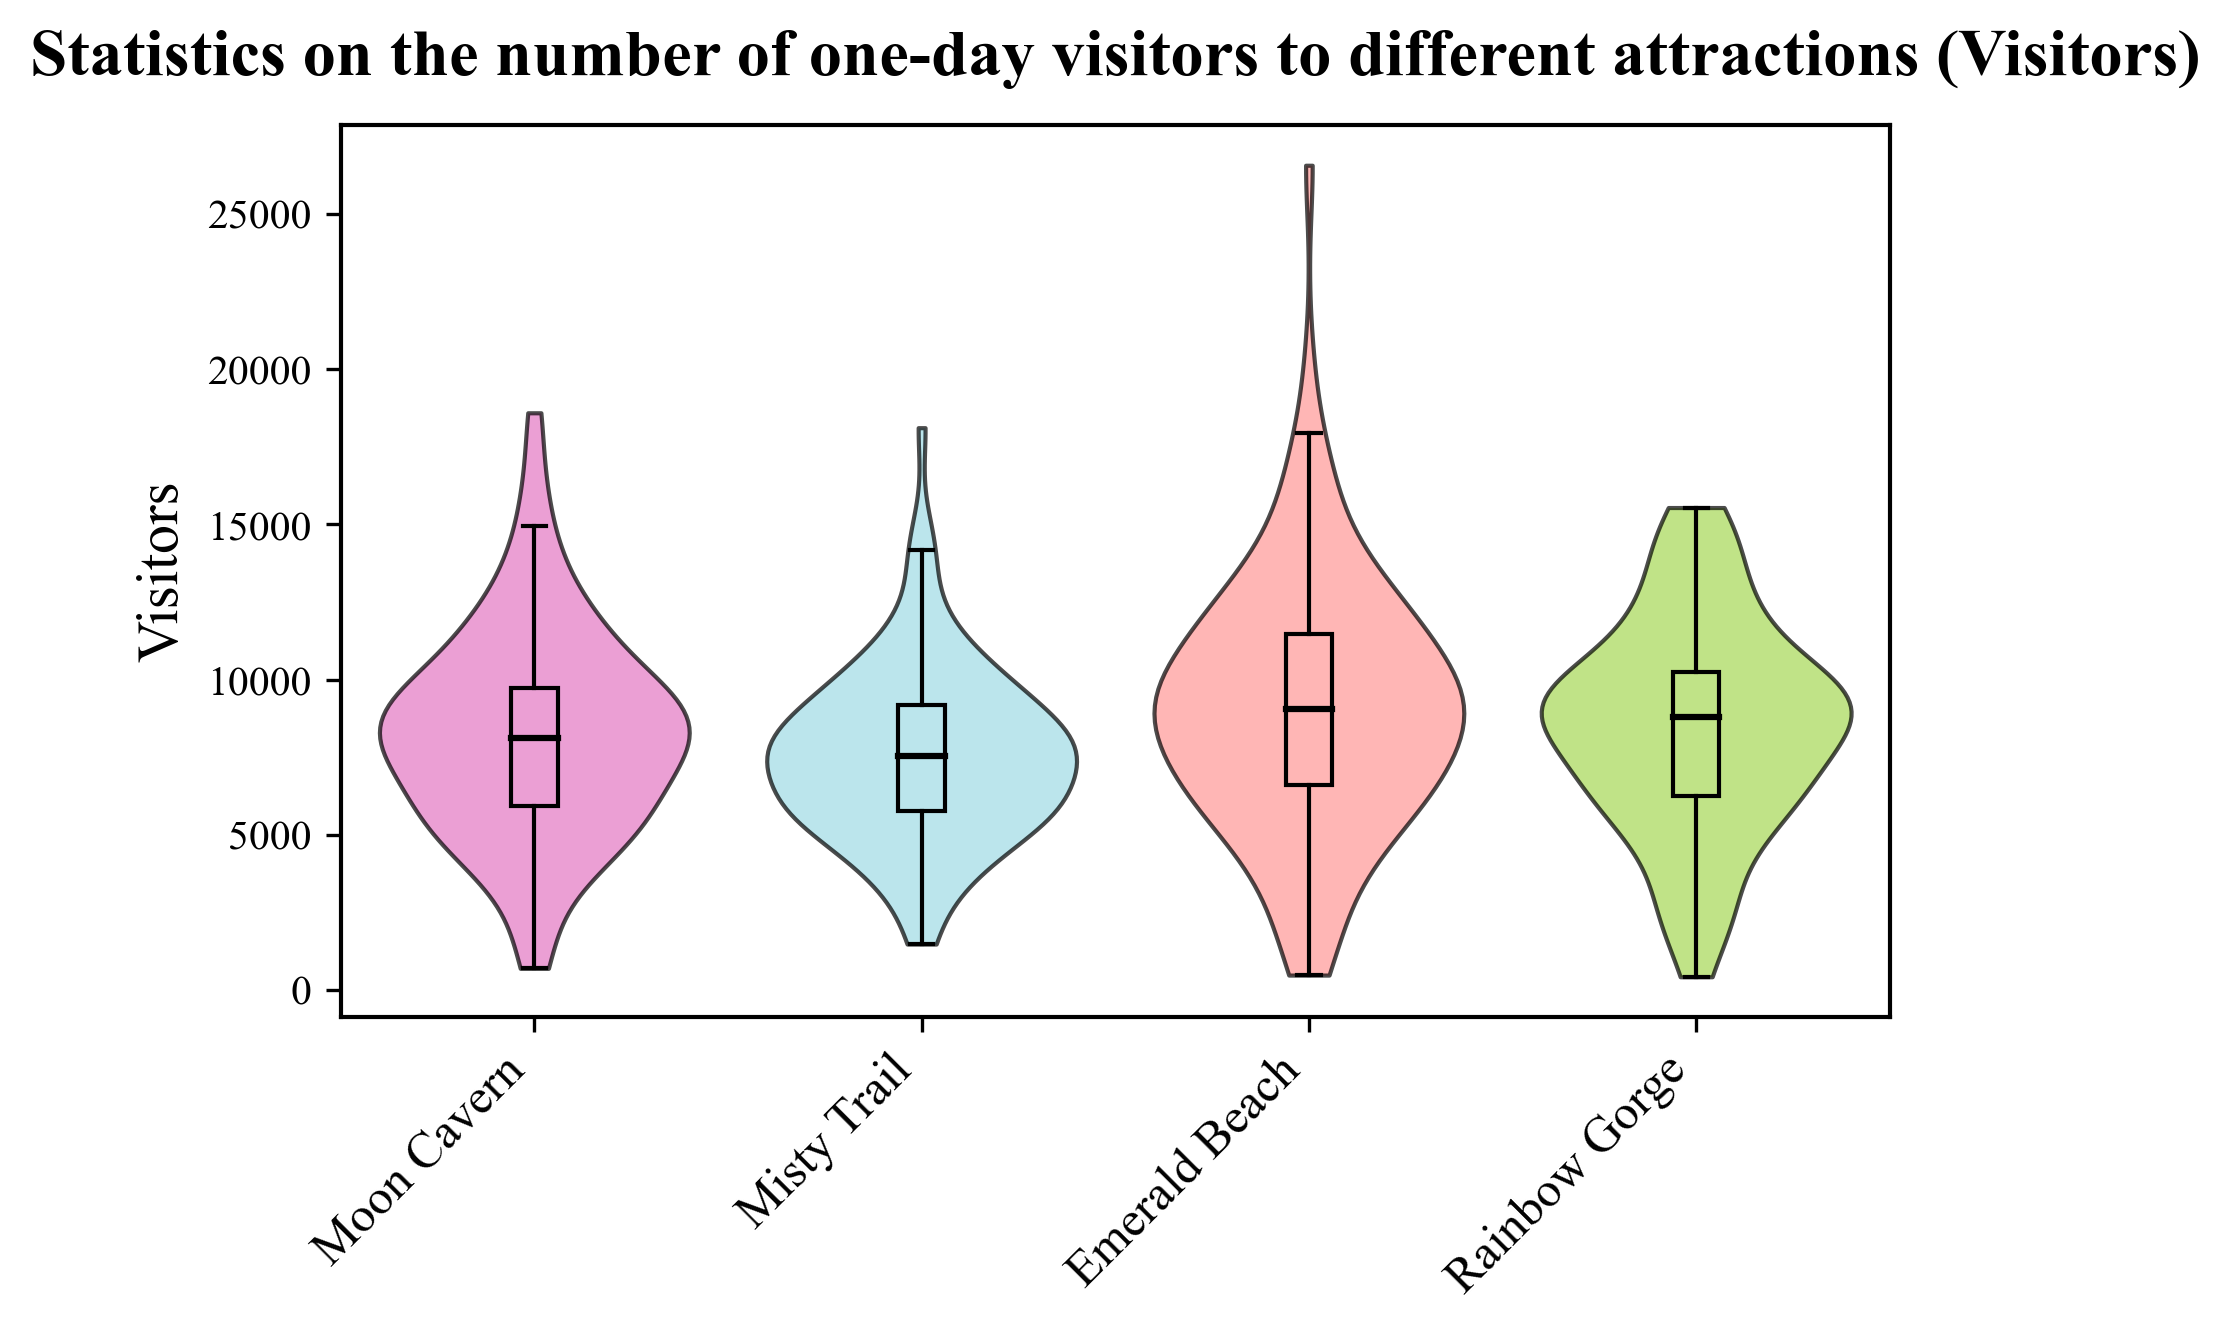 Statistics on the number of one-day visitors to different attractions (Visitors)
Visitors
25000
20000
15000
10000
5000
0
Moon Cavern
Misty Trail
Emerald Beach
Rainbow Gorge